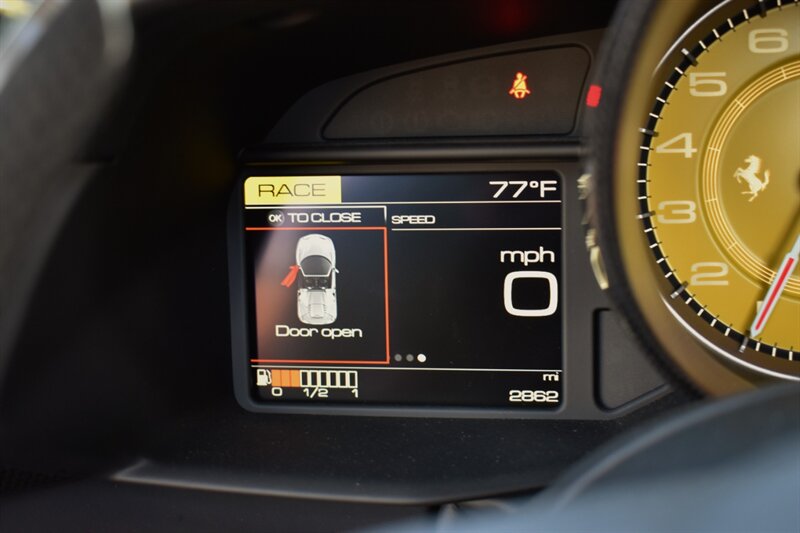 RACE 77°F
OK TO CLOSE SPEED
mph
0
Door open
0 1/2 1
mi
2862
6
5
4
3
2
1